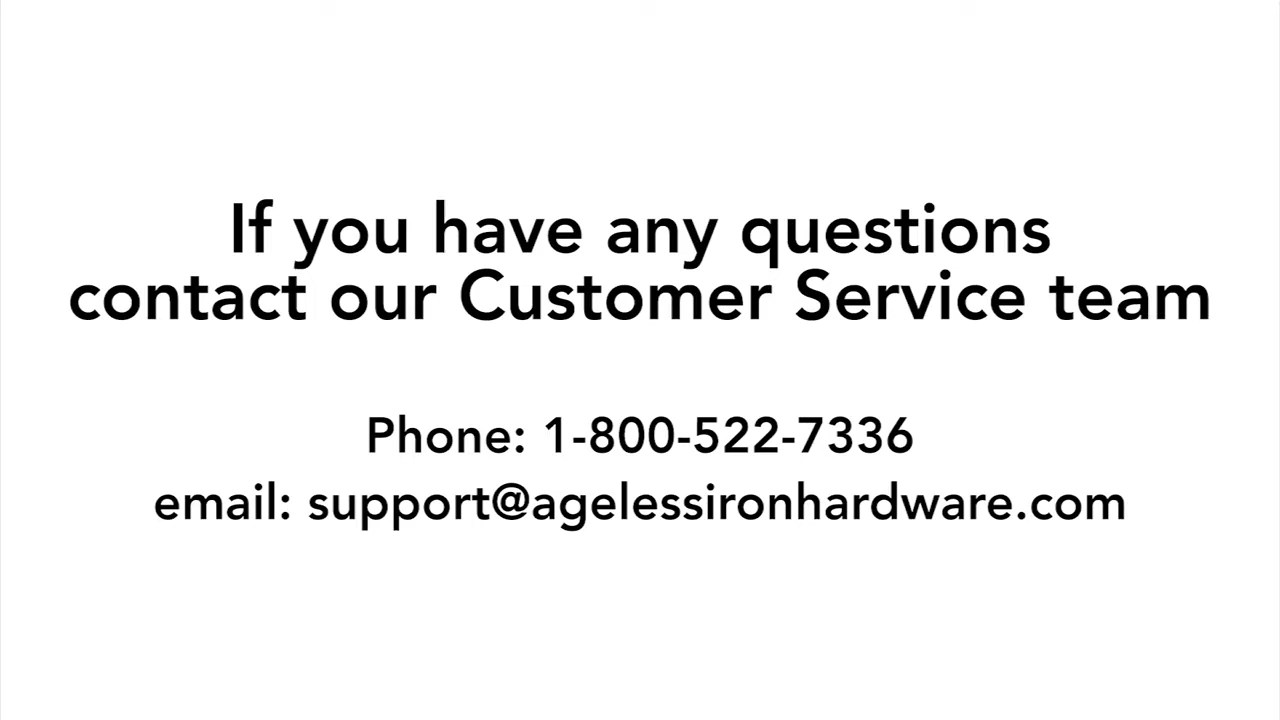 If you have any questions
contact our Customer Service team
Phone: 1-800-522-7336
email: support@agelessironhardware.com